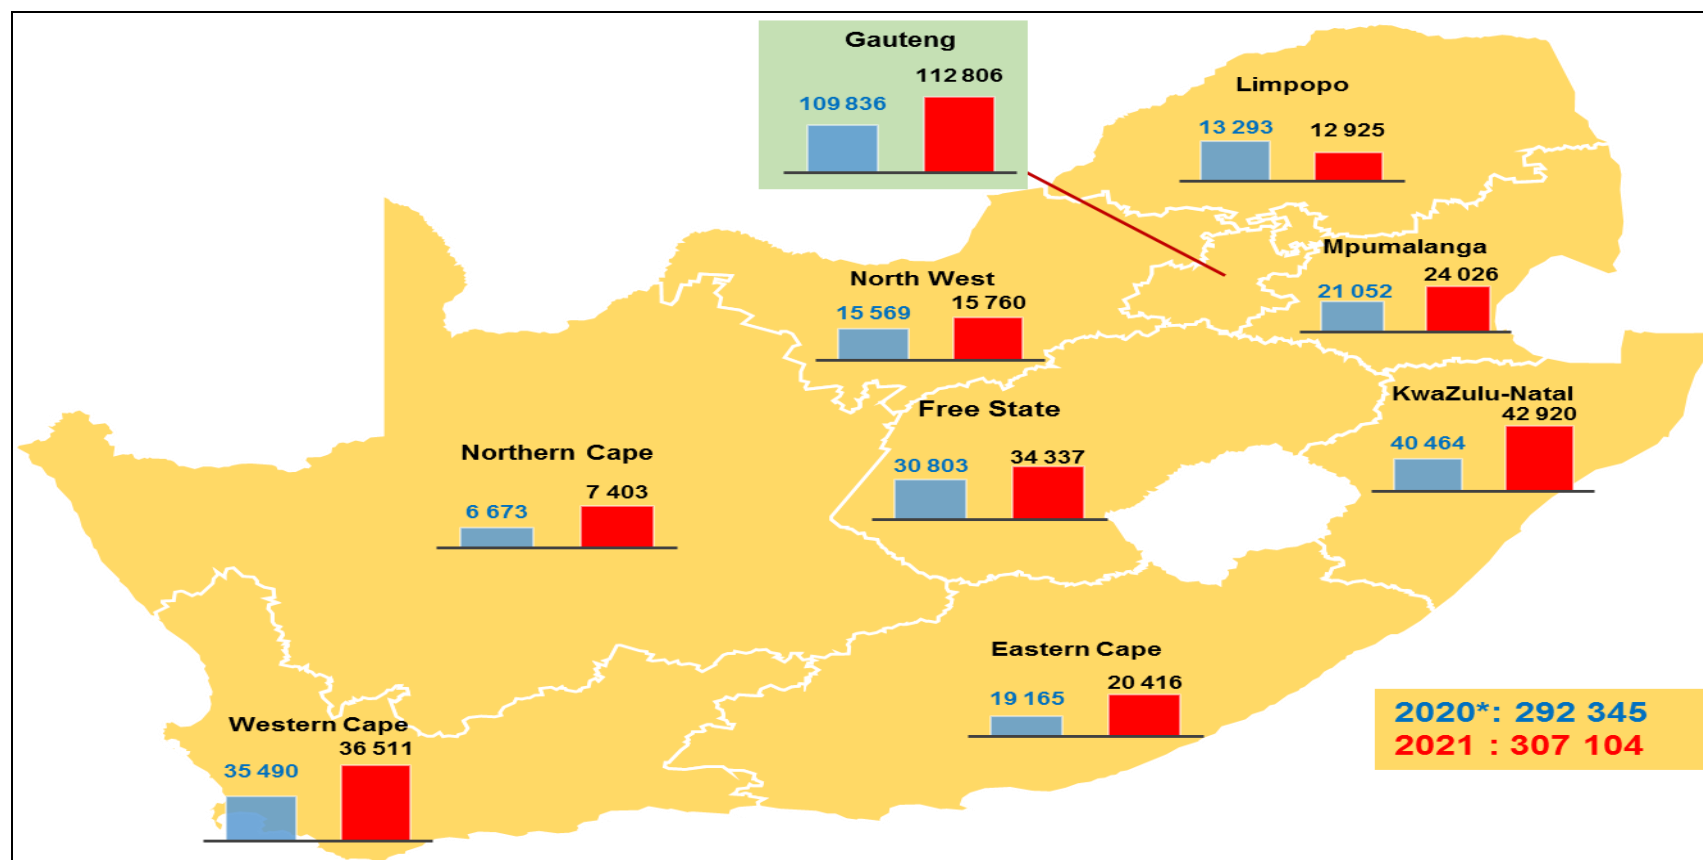 Gauteng
109 836
112 806
Limpopo
13 293
12 925
Mpumalanga
21 052
24 026
North West
15 569
15 760
KwaZulu-Natal
40 464
42 920
Free State
30 803
34 337
Northern Cape
6 673
7 403
Eastern Cape
19 165
20 416
Western Cape
35 490
36 511
2020*: 292 345
2021 : 307 104